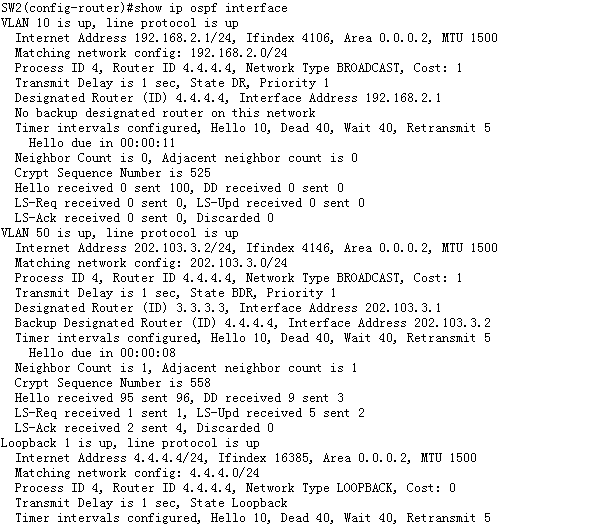 SW2(config-router)#show ip ospf interface
VLAN 10 is up, line protocol is up
Internet Address 192.168.2.1/24, Ifindex 4106, Area 0.0.0.2, MTU 1500
Matching network config: 192.168.2.0/24
Process ID 4, Router ID 4.4.4.4, Network Type BROADCAST, Cost: 1
Transmit Delay is 1 sec, State DR, Priority 1
Designated Router (ID) 4.4.4.4, Interface Address 192.168.2.1
No backup designated router on this network
Timer intervals configured, Hello 10, Dead 40, Wait 40, Retransmit 5
Hello due in 00:00:11
Neighbor Count is 0, Adjacent neighbor count is 0
Crypt Sequence Number is 525
Hello received 0 sent 100, DD received 0 sent 0
LS-Req received 0 sent 0, LS-Upd received 0 sent 0
LS-Ack received 0 sent 0, Discarded 0
VLAN 50 is up, line protocol is up
Internet Address 202.103.3.2/24, Ifindex 4146, Area 0.0.0.2, MTU 1500
Matching network config: 202.103.3.0/24
Process ID 4, Router ID 4.4.4.4, Network Type BROADCAST, Cost: 1
Transmit Delay is 1 sec, State BDR, Priority 1
Designated Router (ID) 3.3.3.3, Interface Address 202.103.3.1
Backup Designated Router (ID) 4.4.4.4, Interface Address 202.103.3.2
Timer intervals configured, Hello 10, Dead 40, Wait 40, Retransmit 5
Hello due in 00:00:08
Neighbor Count is 1, Adjacent neighbor count is 1
Crypt Sequence Number is 558
Hello received 95 sent 96, DD received 9 sent 3
LS-Req received 1 sent 1, LS-Upd received 5 sent 2
LS-Ack received 2 sent 4, Discarded 0
Loopback 1 is up, line protocol is up
Internet Address 4.4.4.4/24, Ifindex 16385, Area 0.0.0.2, MTU 1500
Matching network config: 4.4.4.0/24
Process ID 4, Router ID 4.4.4.4, Network Type LOOPBACK, Cost: 0
Transmit Delay is 1 sec, State Loopback
Timer intervals configured, Hello 10, Dead 40, Wait 40, Retransmit 5